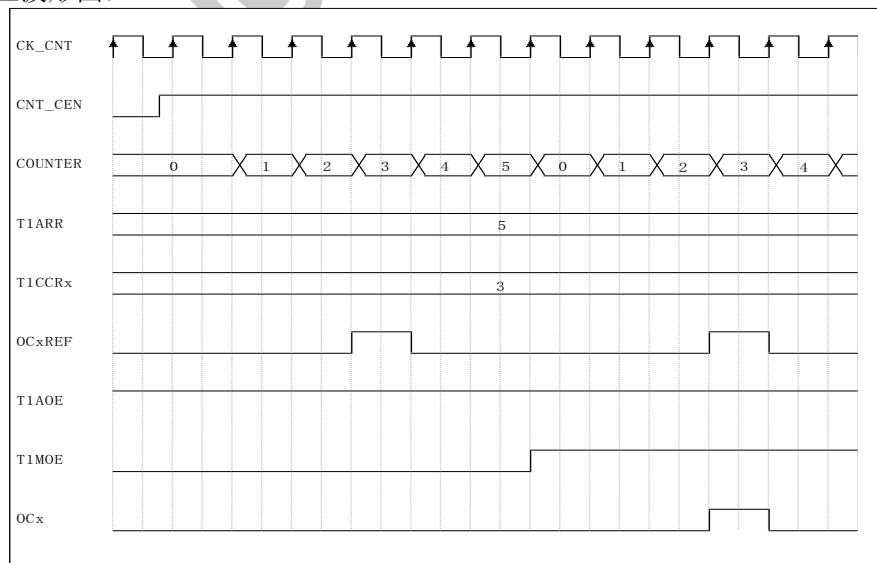 CK_CNT
CNT_CEN
COUNTER 0 1 2 3 4 5 0 1 2 3 4
T1ARR 5
T1CCRx 3
OCxREF
T1AOE
T1MOE
OCx